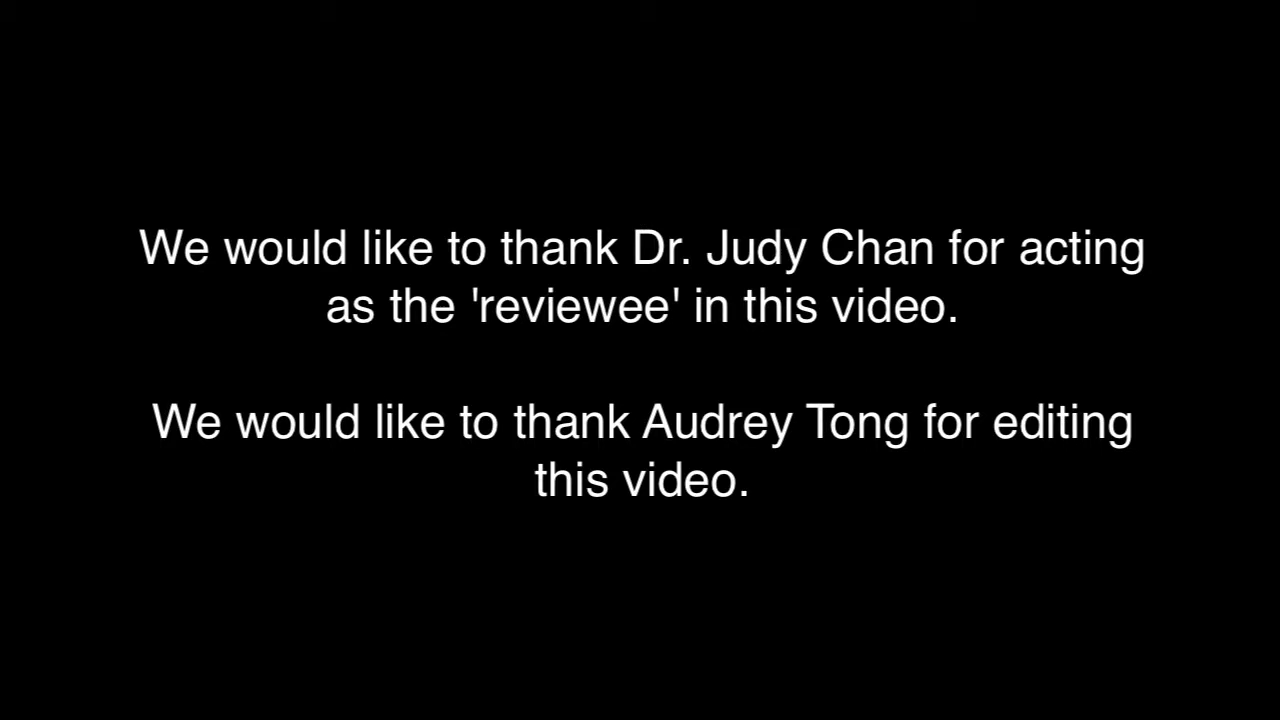 We would like to thank Dr. Judy Chan for acting
as the 'reviewee' in this video.
We would like to thank Audrey Tong for editing
this video.